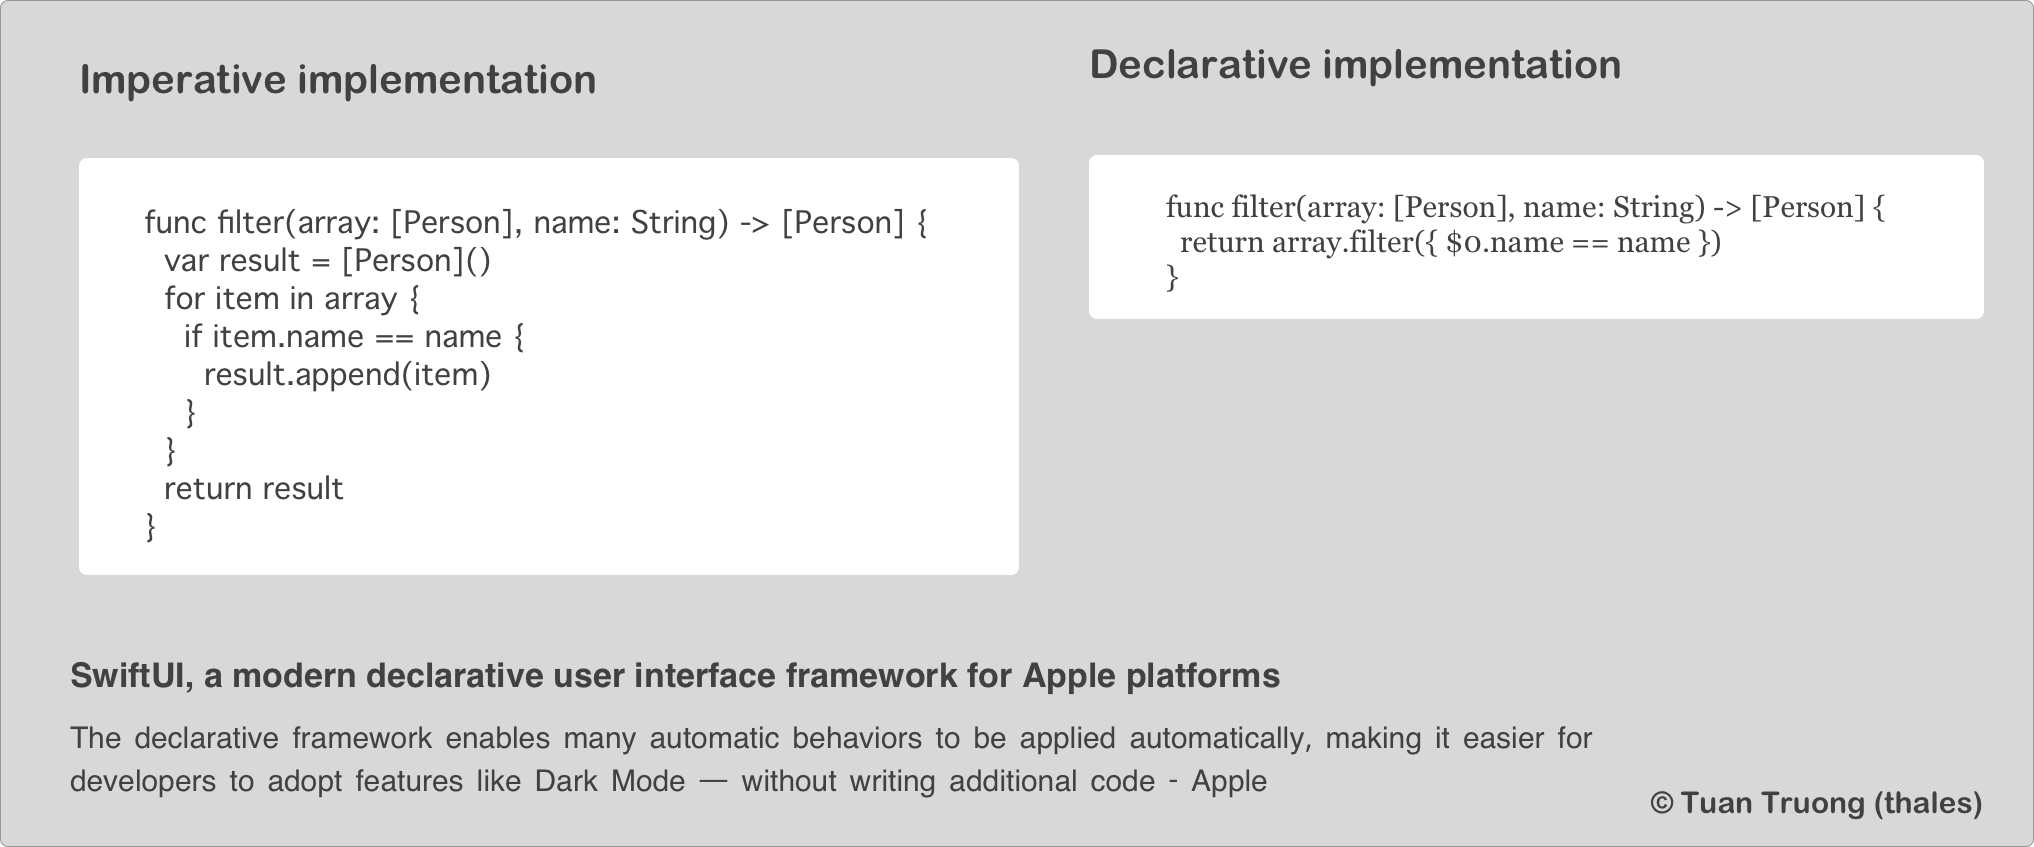 Imperative implementation
func filter(array: [Person], name: String) -> [Person] {
var result = [Person]()
for item in array {
if item.name == name {
result.append(item)
}
}
return result
}
Declarative implementation
func filter(array: [Person], name: String) -> [Person] {
return array.filter({ $0.name == name })
}
SwiftUI, a modern declarative user interface framework for Apple platforms
The declarative framework enables many automatic behaviors to be applied automatically, making it easier for
developers to adopt features like Dark Mode — without writing additional code - Apple
© Tuan Truong (thales)